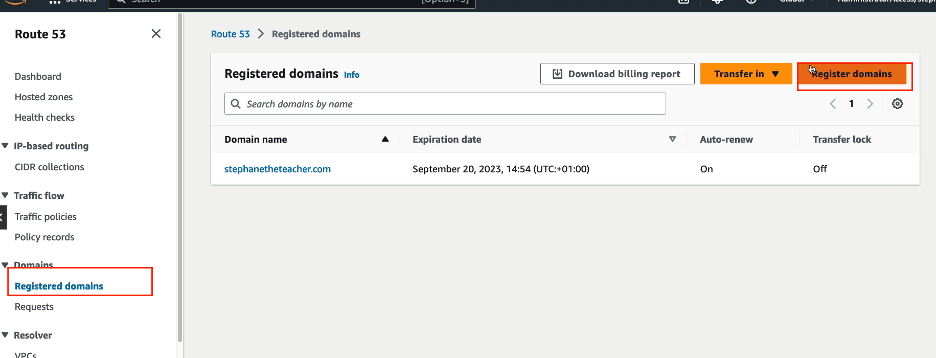 Services
Search
[Option+S]
Global
AdministratorAccess/steph
Route 53
Dashboard
Hosted zones
Health checks
IP-based routing
CIDR collections
Traffic flow
Traffic policies
Policy records
Domains
Registered domains
Requests
Resolver
VPCs
Route 53 > Registered domains
Registered domains Info
Download billing report
Transfer in
Register domains
Search domains by name
1
Domain name Expiration date Auto-renew Transfer lock
stephanetheteacher.com September 20, 2023, 14:54 (UTC:+01:00) On Off